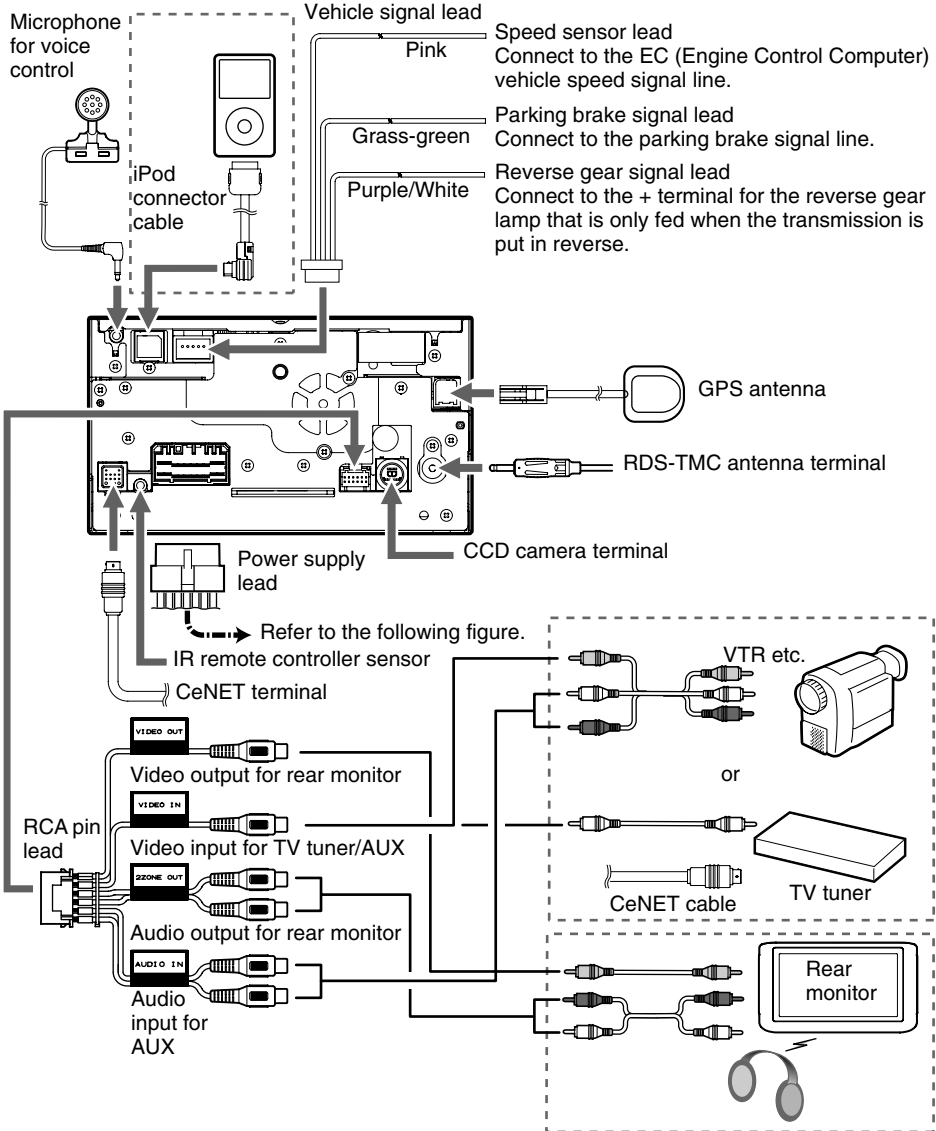 Microphone
for voice
control
iPod
connector
cable
Vehicle signal lead
Pink
Speed sensor lead
Connect to the EC (Engine Control Computer)
vehicle speed signal line.
Grass-green
Parking brake signal lead
Connect to the parking brake signal line.
Purple/White
Reverse gear signal lead
Connect to the + terminal for the reverse gear
lamp that is only fed when the transmission is
put in reverse.
GPS antenna
RDS-TMC antenna terminal
CCD camera terminal
Power supply
lead
Refer to the following figure.
IR remote controller sensor
CeNET terminal
VIDEO OUT
Video output for rear monitor
VIDEO IN
Video input for TV tuner/AUX
RCA pin
lead
2ZONE OUT
Audio output for rear monitor
AUDIO IN
Audio
input for
AUX
VTR etc.
or
CeNET cable
TV tuner
Rear
monitor